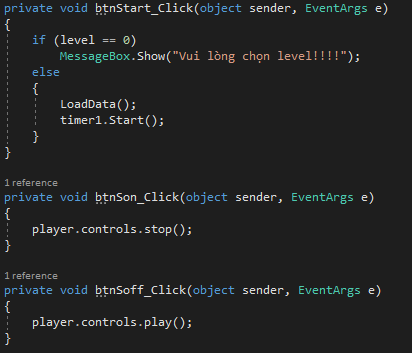 private void btnStart_Click(object sender, EventArgs e)
{
if (level == 0)
MessageBox.Show("Vui lòng chọn level!!!!");
else
{
LoadData();
timer1.Start();
}
}
1 reference
private void btnSon_Click(object sender, EventArgs e)
{
player.controls.stop();
}
1 reference
private void btnSoff_Click(object sender, EventArgs e)
{
player.controls.play();
}